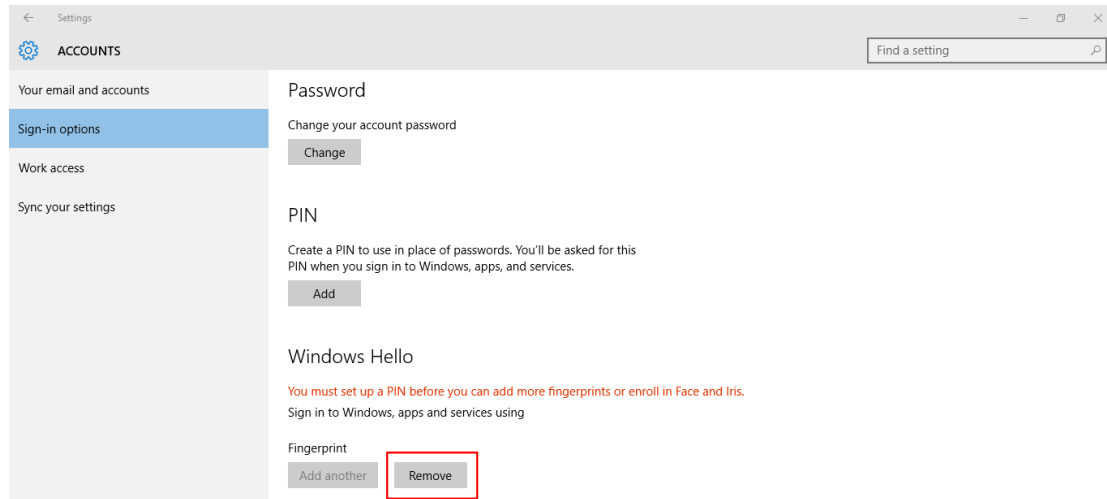 Settings
ACCOUNTS
Find a setting
Your email and accounts
Sign-in options
Work access
Sync your settings
Password
Change your account password
Change
PIN
Create a PIN to use in place of passwords. You'll be asked for this
PIN when you sign in to Windows, apps, and services.
Add
Windows Hello
You must set up a PIN before you can add more fingerprints or enroll in Face and Iris.
Sign in to Windows, apps and services using
Fingerprint
Add another Remove